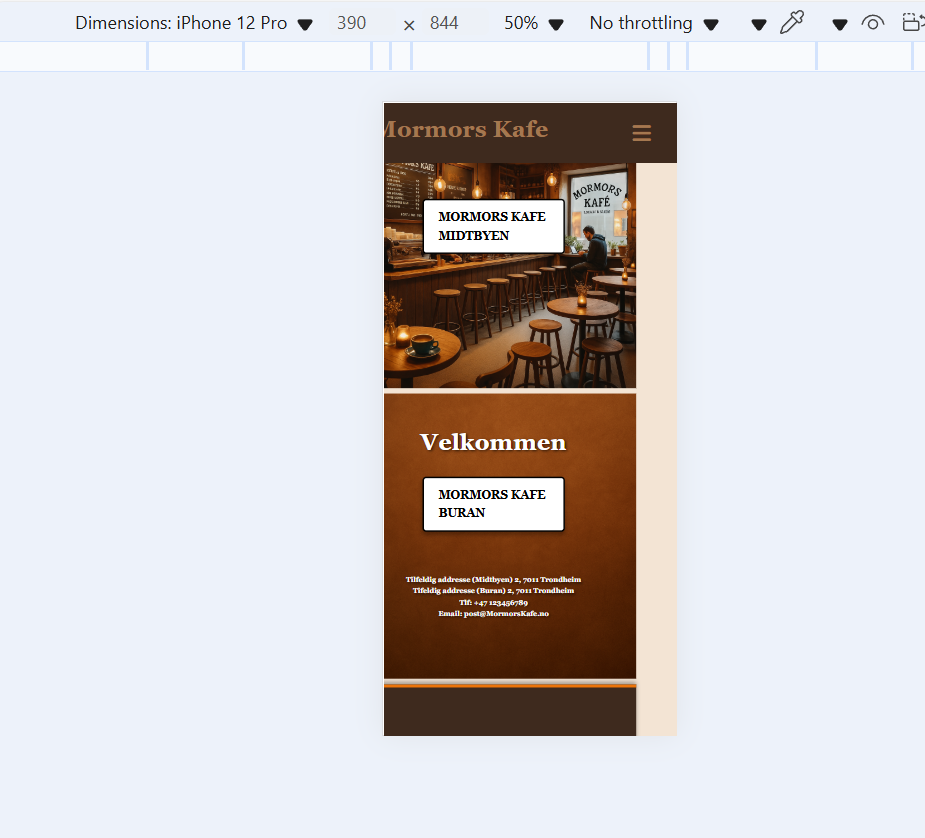 Dimensions: iPhone 12 Pro 390 × 844 50% No throttling
Mormors Kafe
MORMORS
KAFÉ
MORMORS KAFE
MIDTBYEN
Velkommen
MORMORS KAFE
BURAN
Tilfeldig addresse (Midtbyen) 2, 7011 Trondheim
Tifeldig addresse (Buran) 2, 7011 Trondheim
Tlf: +47 123456789
Email: post@MormorsKafe.no